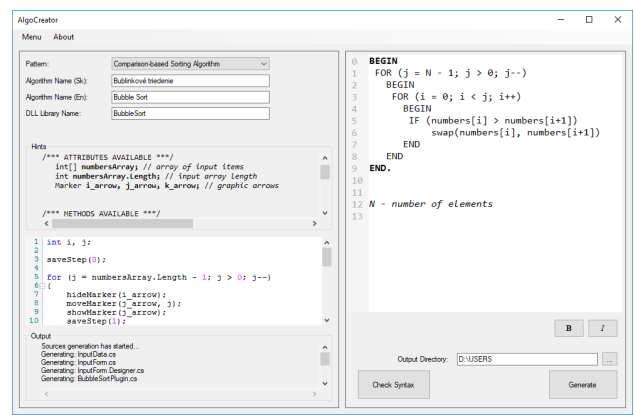 AlgoCreator
Menu About
Pattern: Comparison-based Sorting Algorithm
Algorithm Name (Sk): Bublinkové triedenie
Algorithm Name (En): Bubble Sort
DLL Library Name: BubbleSort
Hints
/*** ATTRIBUTES AVAILABLE ***/
int[] numbersArray; // array of input items
int numbersArray.Length; // input array length
Marker i_arrow, j_arrow, k_arrow; // graphic arrows
/*** METHODS AVAILABLE ***/
1 int i, j;
2
3 saveStep(0);
4
5 for (j = numbersArray.Length - 1; j > 0; j--)
6 {
7 hideMarker(i_arrow);
8 moveMarker(j_arrow, j);
9 showMarker(j_arrow);
10 saveStep(1);
Output
Sources generation has started...
Generating: InputData.cs
Generating: InputForm.cs
Generating: InputForm.Designer.cs
Generating: BubbleSortPlugin.cs
0 BEGIN
1 FOR (j = N - 1; j > 0; j--)
2 BEGIN
3 FOR (i = 0; i < j; i++)
4 BEGIN
5 IF (numbers[i] > numbers[i+1])
6 swap(numbers[i], numbers[i+1])
7 END
8 END
9 END.
10
11
12 N - number of elements
13
B I
Output Directory: D:\USERS ...
Check Syntax Generate